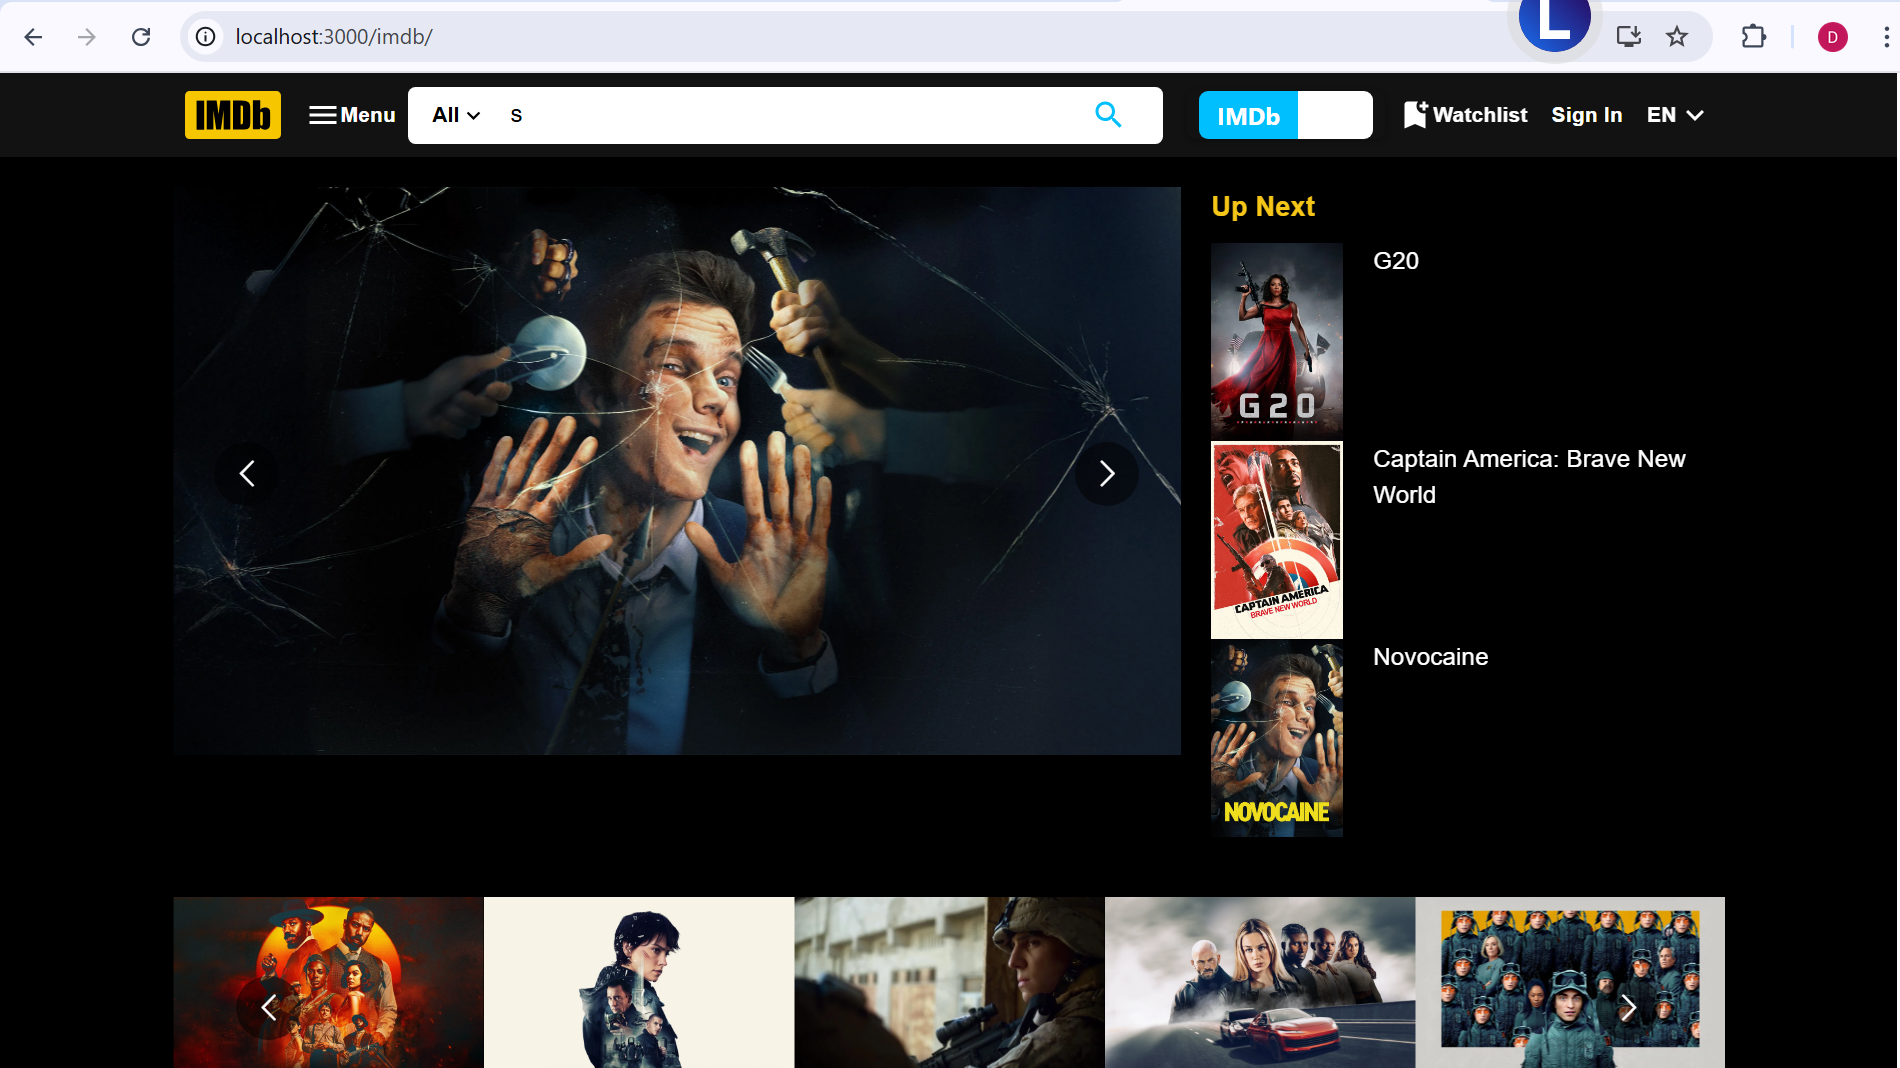 localhost:3000/imdb/
L
D
IMDb
Menu
All
s
IMDb
Watchlist
Sign In
EN
Up Next
G20
G20
CAPTAIN AMERICA
BRAVE NEW WORLD
Captain America: Brave New
World
NOVOCAINE
Novocaine